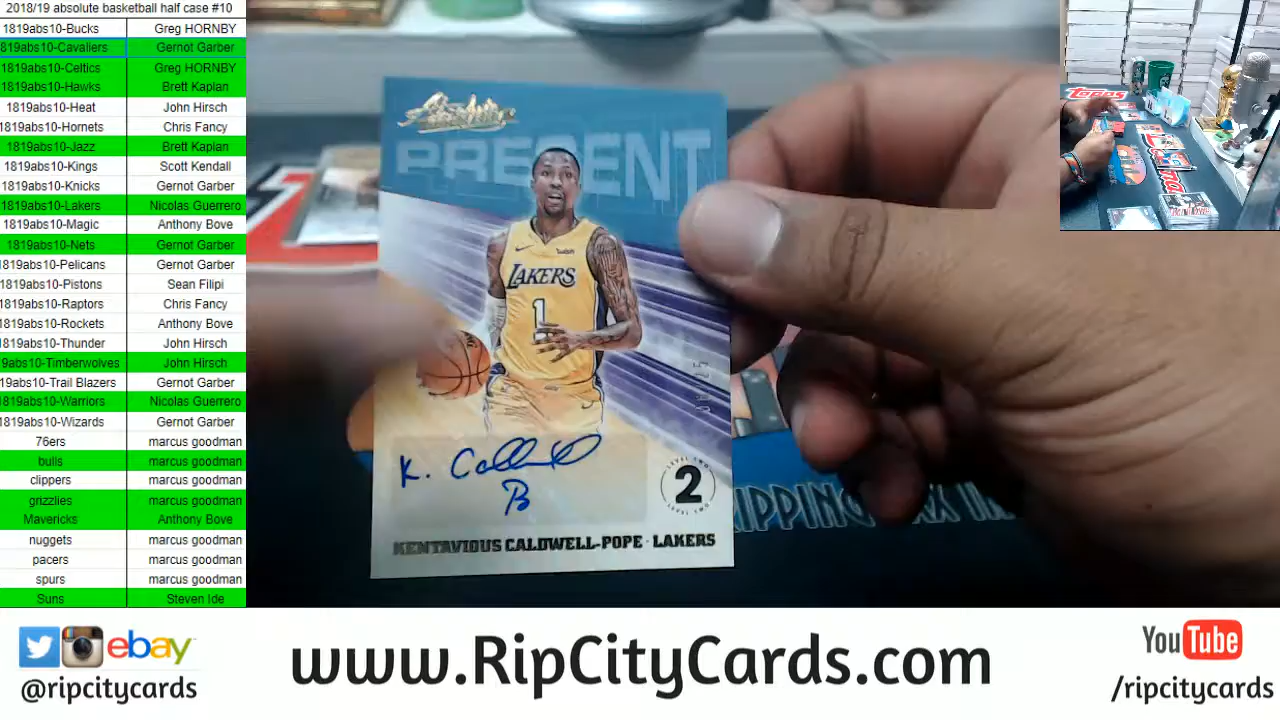 2018/19 absolute basketball half case #10
1819abs10-Bucks Greg HORNBY
819abs10-Cavaliers Gernot Garber
1819abs10-Celtics Greg HORNBY
1819abs10-Hawks Brett Kaplan
1819abs10-Heat John Hirsch
1819abs10-Hornets Chris Fancy
1819abs10-Jazz Brett Kaplan
1819abs10-Kings Scott Kendall
1819abs10-Knicks Gernot Garber
1819abs10-Lakers Nicolas Guerrero
1819abs10-Magic Anthony Bove
1819abs10-Nets Gernot Garber
1819abs10-Pelicans Gernot Garber
1819abs10-Pistons Sean Filipi
1819abs10-Raptors Chris Fancy
1819abs10-Rockets Anthony Bove
1819abs10-Thunder John Hirsch
9abs10-Timberwolves John Hirsch
19abs10-Trail Blazers Gernot Garber
1819abs10-Warriors Nicolas Guerrero
1819abs10-Wizards Gernot Garber
76ers marcus goodman
bulls marcus goodman
clippers marcus goodman
grizzlies marcus goodman
Mavericks Anthony Bove
nuggets marcus goodman
pacers marcus goodman
spurs marcus goodman
Suns Steven Ide
PRESENT
LAKERS
1
K. Caldwell
LEVEL TWO
2
LEVEL TWO
KENTAVIOUS CALDWELL-POPE · LAKERS
Topps
ebay
@ripcitycards
www.RipCityCards.com
YouTube
/ripcitycards